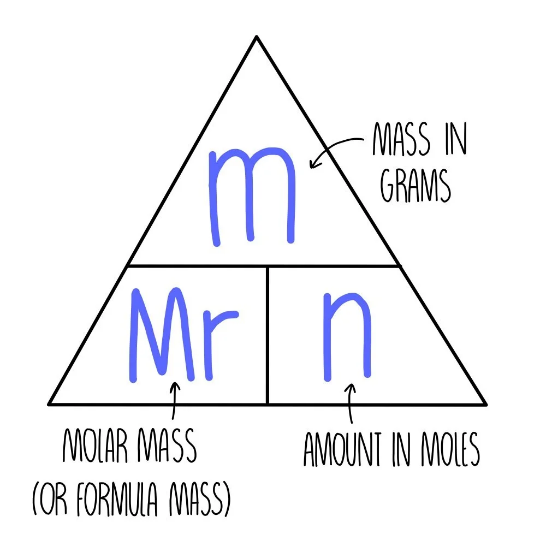 m
MASS IN
GRAMS
Mr
n
MOLAR MASS
(OR FORMULA MASS)
AMOUNT IN MOLES